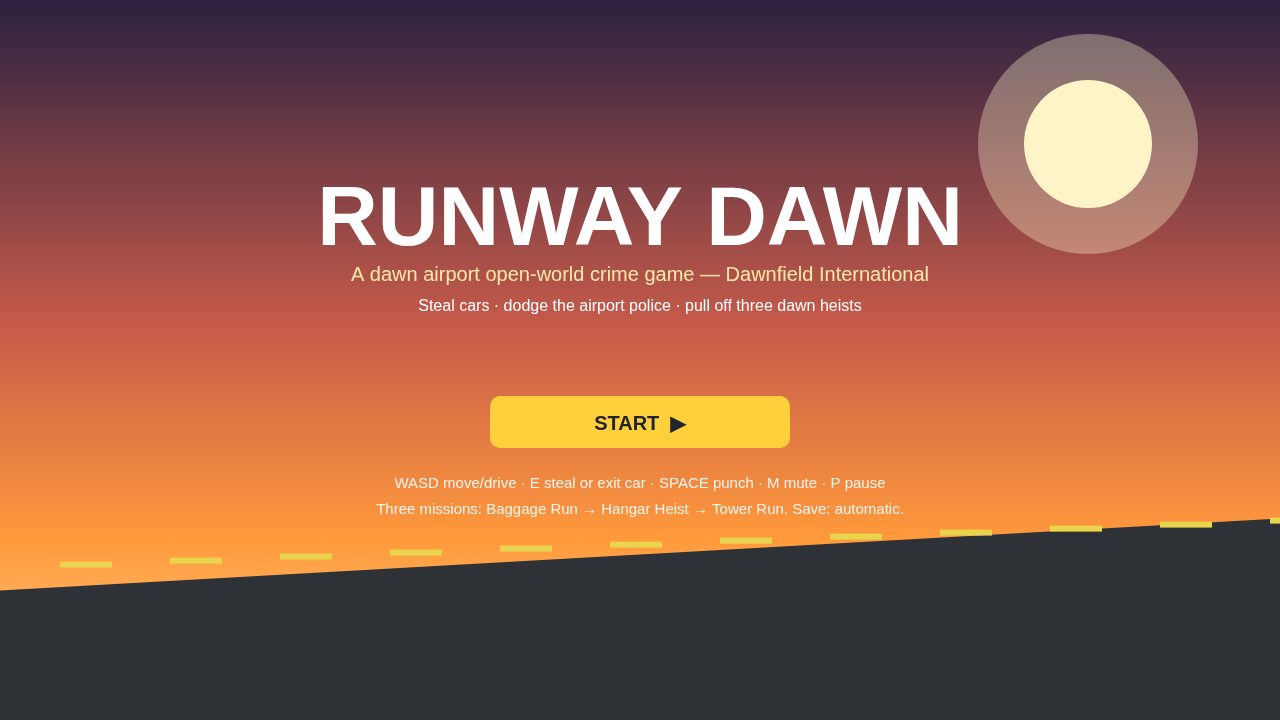 RUNWAY DAWN
A dawn airport open-world crime game — Dawnfield International
Steal cars · dodge the airport police · pull off three dawn heists
START ▶
WASD move/drive · E steal or exit car · SPACE punch · M mute · P pause
Three missions: Baggage Run → Hangar Heist → Tower Run. Save: automatic.